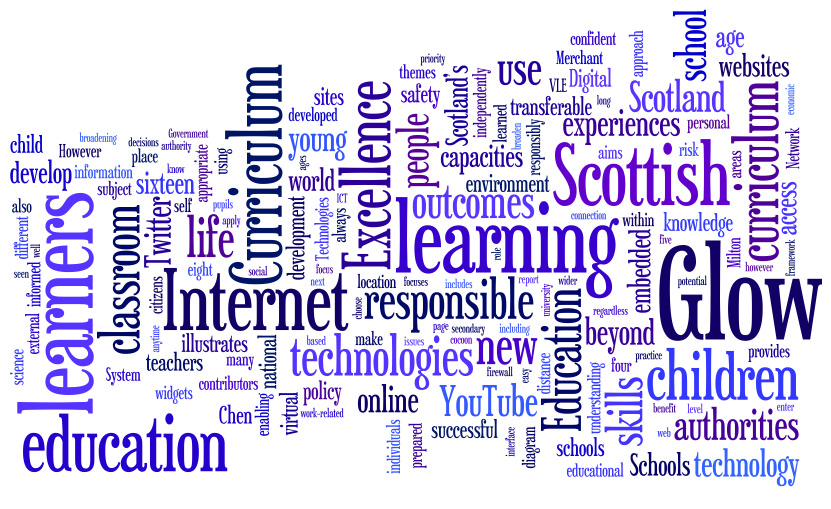 school
age
websites
confident
approach
Merchant
priority
themes
use
VLE
Digital
safety
Scotland's
independently
learned
transferable
long
Scotland
economic
sites
developed
Curriculum
Excellence
people
capacities
broaden
responsibly
experiences
personal
curriculum
Network
child
However
broadening
decisions
Government
authority
place
know
appropriate
using
young
ages
aims
risk
areas
develop
information
subject
sixteen
self
pupils
apply
world
ICT
environment
Scottish
access
also
different
learners
classroom
Twitter
life
development
Technologies
always
outcomes
connection
within
knowledge
seen
informed
well
external
eight
social
focus
next
learning
role
embedded
five
Milton
however
framework
citizens
Internet
location
choose
focuses
includes
report
university
wider
potential
Glow
responsible
regardless
science
anytime
illustrates
many
national
based
make
issues
page
secondary
cocoon
including
Education
beyond
System
teachers
technologies
new
firewall
easy
distance
understanding
four
practice
provides
widgets
contributors
policy
online
YouTube
skills
children
Chen
enabling
virtual
work-related
benefit
level
enter
education
individuals
prepared
successful
interface
diagram
schools
web
authorities
educational
Schools
technology